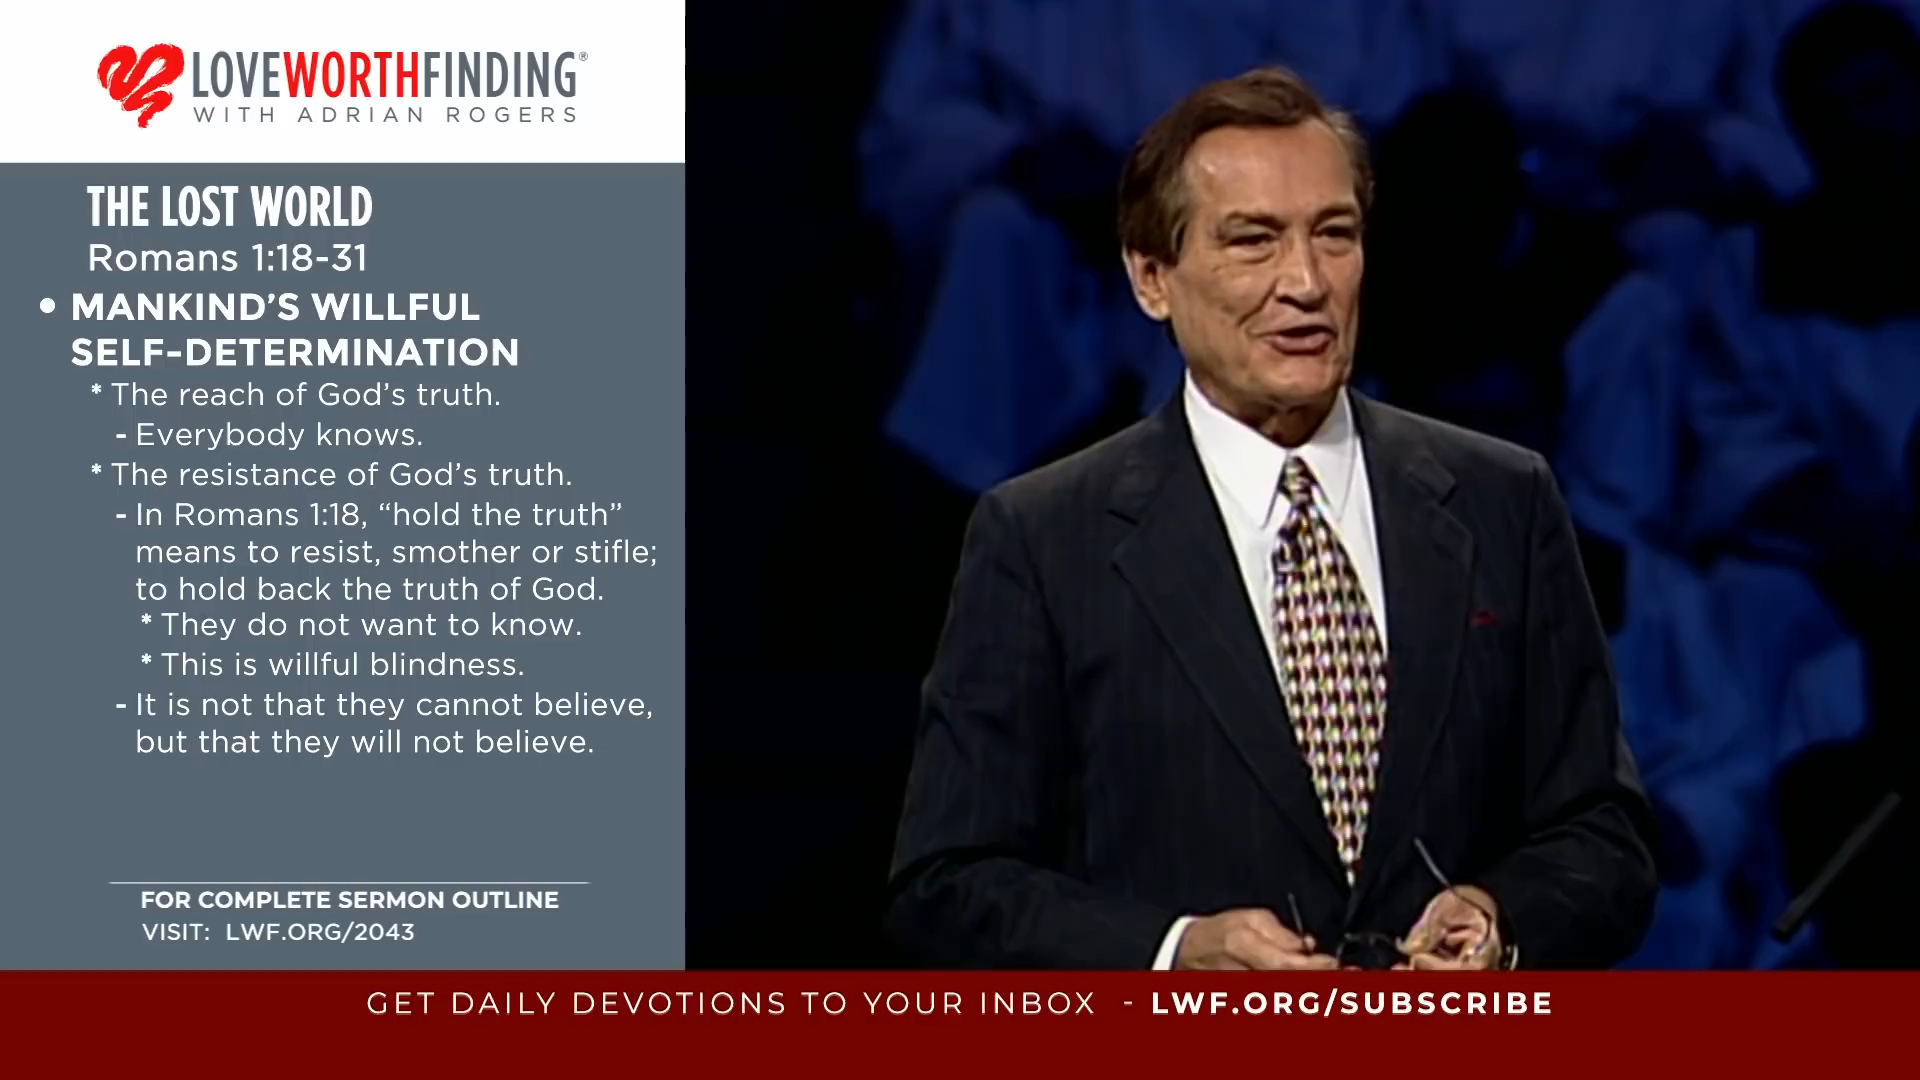 LOVEWORTHFINDING®
WITH ADRIAN ROGERS
THE LOST WORLD
Romans 1:18-31
• MANKIND’S WILLFUL
SELF-DETERMINATION
* The reach of God’s truth.
- Everybody knows.
* The resistance of God’s truth.
- In Romans 1:18, “hold the truth”
means to resist, smother or stifle;
to hold back the truth of God.
* They do not want to know.
* This is willful blindness.
- It is not that they cannot believe,
but that they will not believe.
FOR COMPLETE SERMON OUTLINE
VISIT: LWF.ORG/2043
GET DAILY DEVOTIONS TO YOUR INBOX - LWF.ORG/SUBSCRIBE